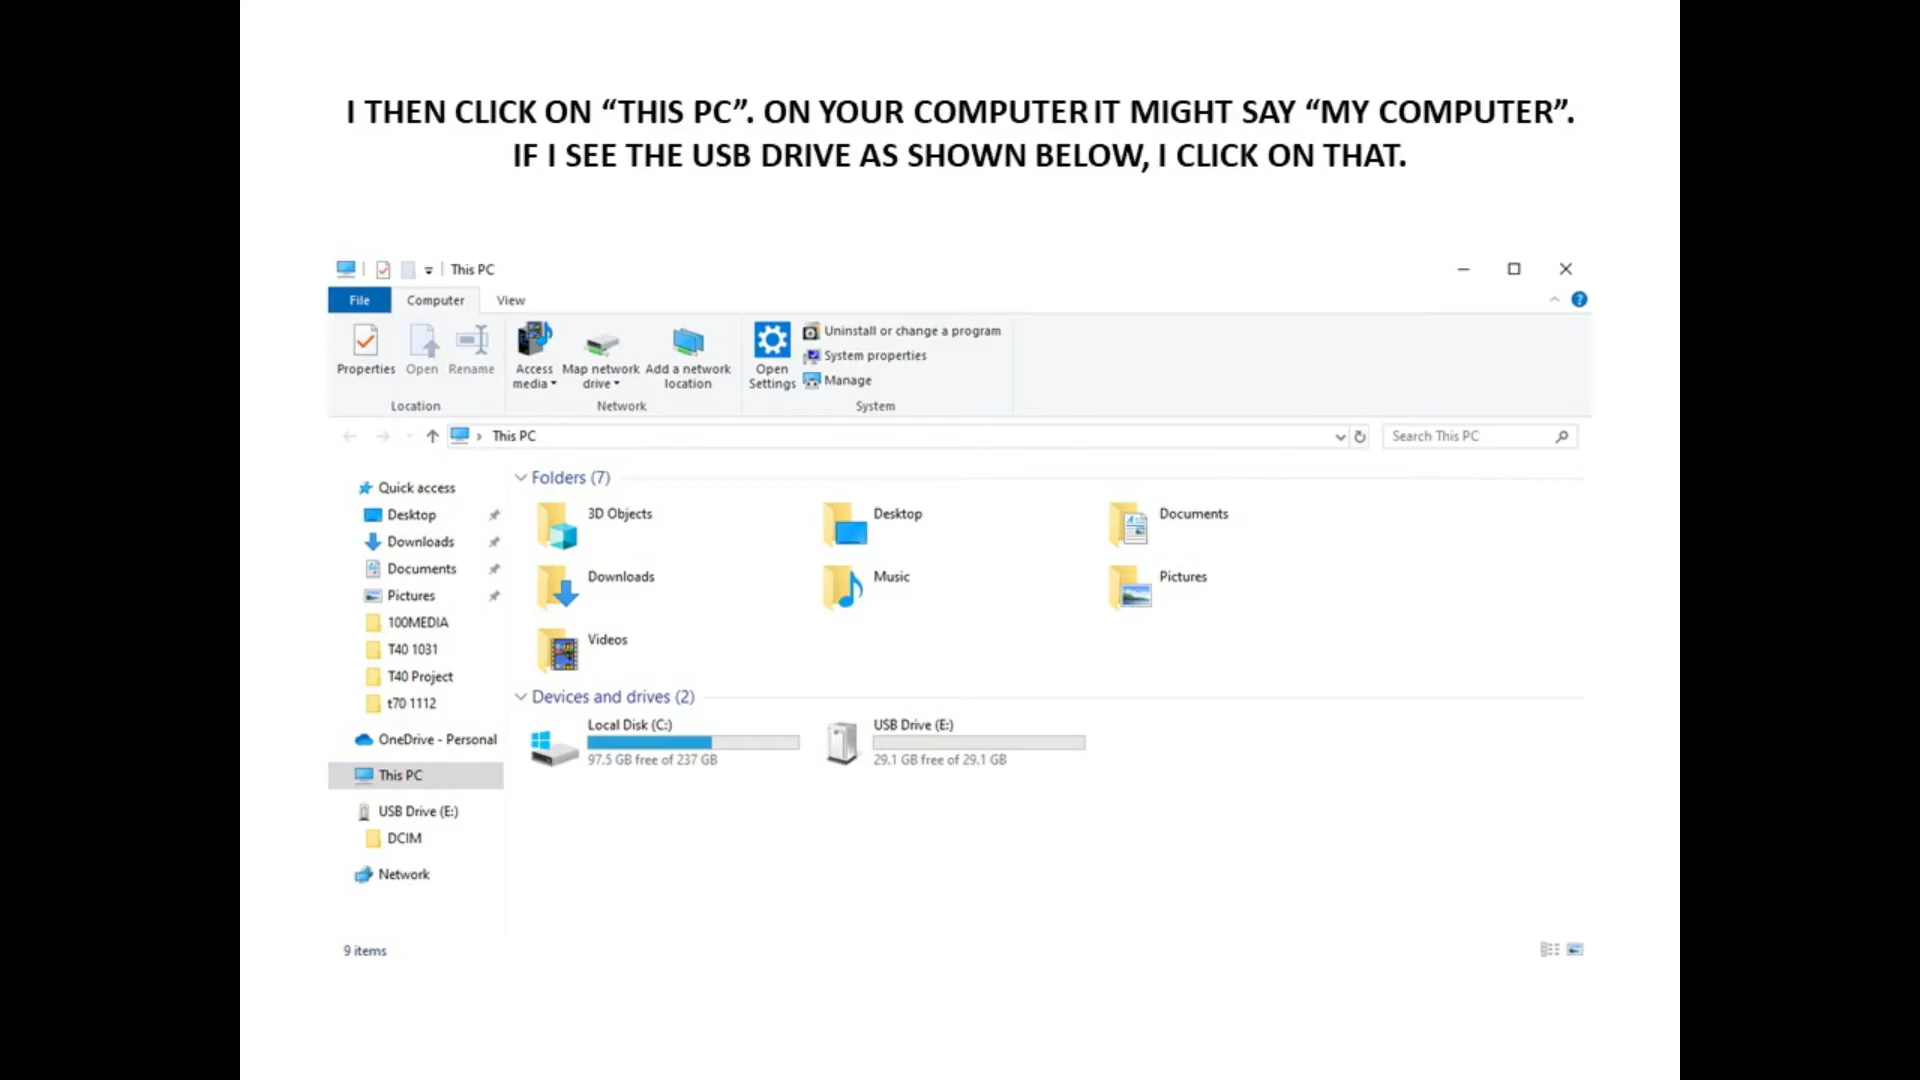 I THEN CLICK ON “THIS PC”. ON YOUR COMPUTER IT MIGHT SAY “MY COMPUTER”.
IF I SEE THE USB DRIVE AS SHOWN BELOW, I CLICK ON THAT.
This PC
File
Computer
View
Properties
Open
Rename
Access
media
Map network
drive
Add a network
location
Open
Settings
Uninstall or change a program
System properties
Manage
Location
Network
System
This PC
Search This PC
Quick access
Desktop
Downloads
Documents
Pictures
100MEDIA
T40 1031
T40 Project
t70 1112
OneDrive - Personal
This PC
USB Drive (E:)
DCIM
Network
Folders (7)
3D Objects
Desktop
Documents
Downloads
Music
Pictures
Videos
Devices and drives (2)
Local Disk (C:)
97.5 GB free of 237 GB
USB Drive (E:)
29.1 GB free of 29.1 GB
9 items